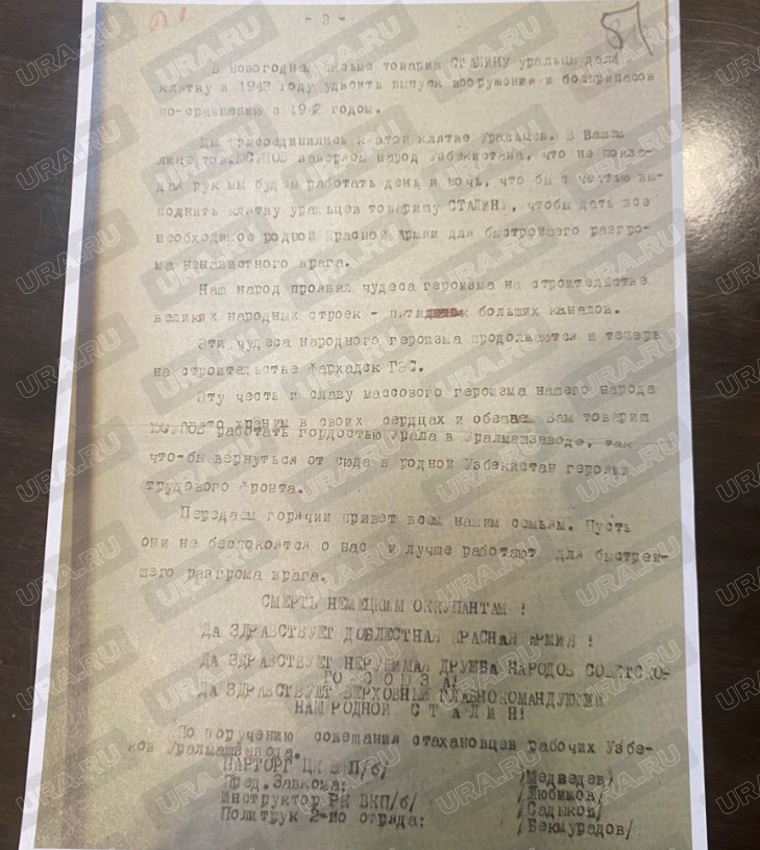 - 3 -
87
В новогоднем письме товарищу СТАЛИНУ уральцы дали
клятву в 1943 году удвоить выпуск вооружения и боеприпасов
по-сравнению с 1942 годом.
Мы присоединились к этой клятве Уральцев. В Вашем
лице, тов. ЮСУПОВ заверяем народ Узбекистана, что не покла-
дая рук мы будем работать день и ночь, что бы с честью вы-
полнить клятву уральцев товарищу СТАЛИНУ, чтобы дать все
необходимое родной Красной Армии для быстрейшего разгро-
ма ненавистного врага.
Наш народ проявил чудеса героизма на строительстве
великих народных строек - больших каналов.
Эти чудеса народного героизма продолжаются и теперь
на строительстве Фархадск ГЭС.
Эту честь и славу массового героизма нашего народа
свято храним в своих сердцах и обещаем Вам товарищ
ЮСУПОВ работать гордостью Урала в Уралмашзаводе, так
что-бы вернуться от сюда в родной Узбекистан героями
трудового фронта.
Передаем горячий привет всем нашим семьям. Пусть
они не беспокоятся о нас и лучше работают для быстрей-
шего разгрома врага.
СМЕРТЬ НЕМЕЦКИМ ОККУПАНТАМ !
ДА ЗДРАВСТВУЕТ ДОБЛЕСТНАЯ КРАСНАЯ АРМИЯ !
ДА ЗДРАВСТВУЕТ НЕРУШИМАЯ ДРУЖБА НАРОДОВ СОВЕТСКО-
ГО СОЮЗА!
ДА ЗДРАВСТВУЕТ ВЕРХОВНЫЙ ГЛАВНОКОМАНДУЮЩИЙ
НАШ РОДНОЙ С Т А Л И Н!
По поручению совещания стахановцев рабочих Узбе-
ков Уралмашзавода.
ПАРТОРГ ЦК ВКП/б/ /Медведев/
Пред. Завкома: /Любимов/
Инструктор РК ВКП/б/ /Садыков/
Политрук 2-го отряда: /Бекмурадов/
URA.RU